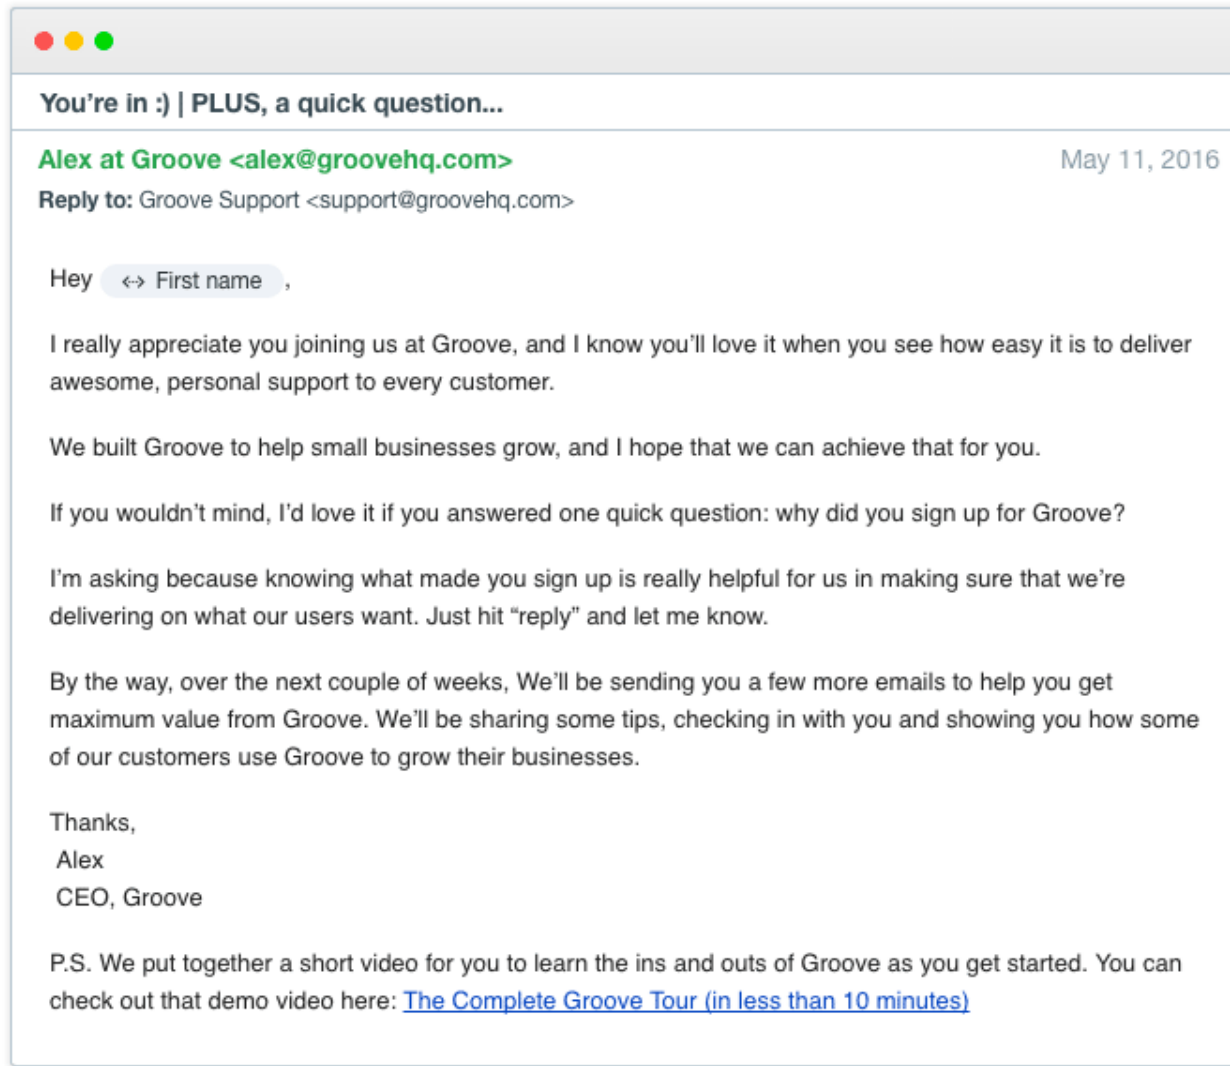 You’re in :) | PLUS, a quick question...
Alex at Groove <alex@groovehq.com>
May 11, 2016
Reply to: Groove Support <support@groovehq.com>
Hey <-> First name ,
I really appreciate you joining us at Groove, and I know you’ll love it when you see how easy it is to deliver
awesome, personal support to every customer.
We built Groove to help small businesses grow, and I hope that we can achieve that for you.
If you wouldn’t mind, I’d love it if you answered one quick question: why did you sign up for Groove?
I’m asking because knowing what made you sign up is really helpful for us in making sure that we’re
delivering on what our users want. Just hit “reply” and let me know.
By the way, over the next couple of weeks, We’ll be sending you a few more emails to help you get
maximum value from Groove. We’ll be sharing some tips, checking in with you and showing you how some
of our customers use Groove to grow their businesses.
Thanks,
Alex
CEO, Groove
P.S. We put together a short video for you to learn the ins and outs of Groove as you get started. You can
check out that demo video here: The Complete Groove Tour (in less than 10 minutes)